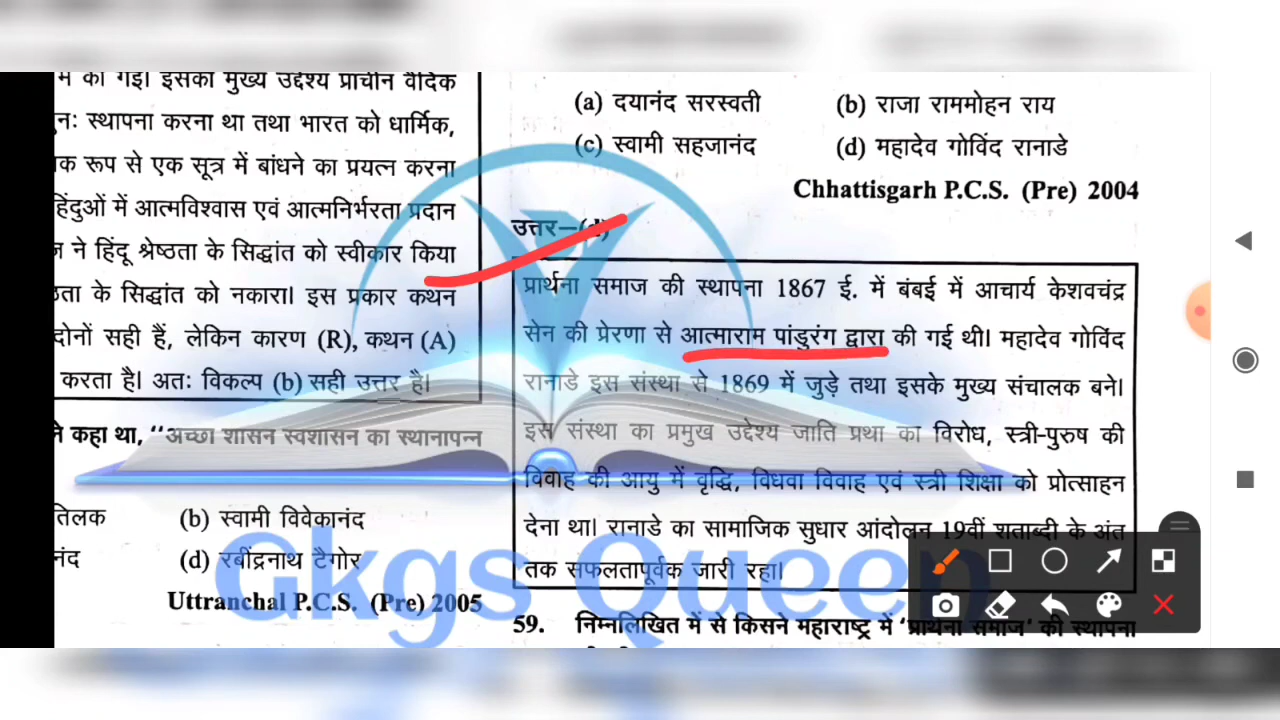 में की गई। इसका मुख्य उद्देश्य प्राचीन वैदिक
पुनः स्थापना करना था तथा भारत को धार्मिक,
क रूप से एक सूत्र में बांधने का प्रयत्न करना
हिंदुओं में आत्मविश्वास एवं आत्मनिर्भरता प्रदान
ने हिंदू श्रेष्ठता के सिद्धांत को स्वीकार किया
के सिद्धांत को नकारा। इस प्रकार कथन
दोनों सही हैं, लेकिन कारण (R), कथन (A)
करता है। अतः विकल्प (b) सही उत्तर है।
ने कहा था, ‘‘अच्छा शासन स्वशासन का स्थानापन्न
तिलक (b) स्वामी विवेकानंद
नंद (d) रबींद्रनाथ टैगोर
Uttranchal P.C.S. (Pre) 2005
(a) दयानंद सरस्वती (b) राजा राममोहन राय
(c) स्वामी सहजानंद (d) महादेव गोविंद रानाडे
Chhattisgarh P.C.S. (Pre) 2004
उत्तर–(d)
प्रार्थना समाज की स्थापना 1867 ई. में बंबई में आचार्य केशवचंद्र
सेन की प्रेरणा से आत्माराम पांडुरंग द्वारा की गई थी। महादेव गोविंद
रानाडे इस संस्था से 1869 में जुड़े तथा इसके मुख्य संचालक बने।
इस संस्था का प्रमुख उद्देश्य जाति प्रथा का विरोध, स्त्री-पुरुष की
विवाह की आयु में वृद्धि, विधवा विवाह एवं स्त्री शिक्षा को प्रोत्साहन
देना था। रानाडे का सामाजिक सुधार आंदोलन 19वीं शताब्दी के अंत
तक सफलतापूर्वक जारी रहा।
59. निम्नलिखित में से किसने महाराष्ट्र में ‘प्रार्थना समाज’ की स्थापना
Gkgs Queen